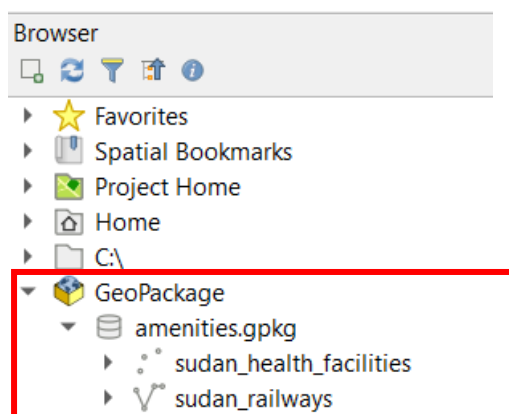 Browser
Favorites
Spatial Bookmarks
Project Home
Home
C:\
GeoPackage
amenities.gpkg
sudan_health_facilities
sudan_railways